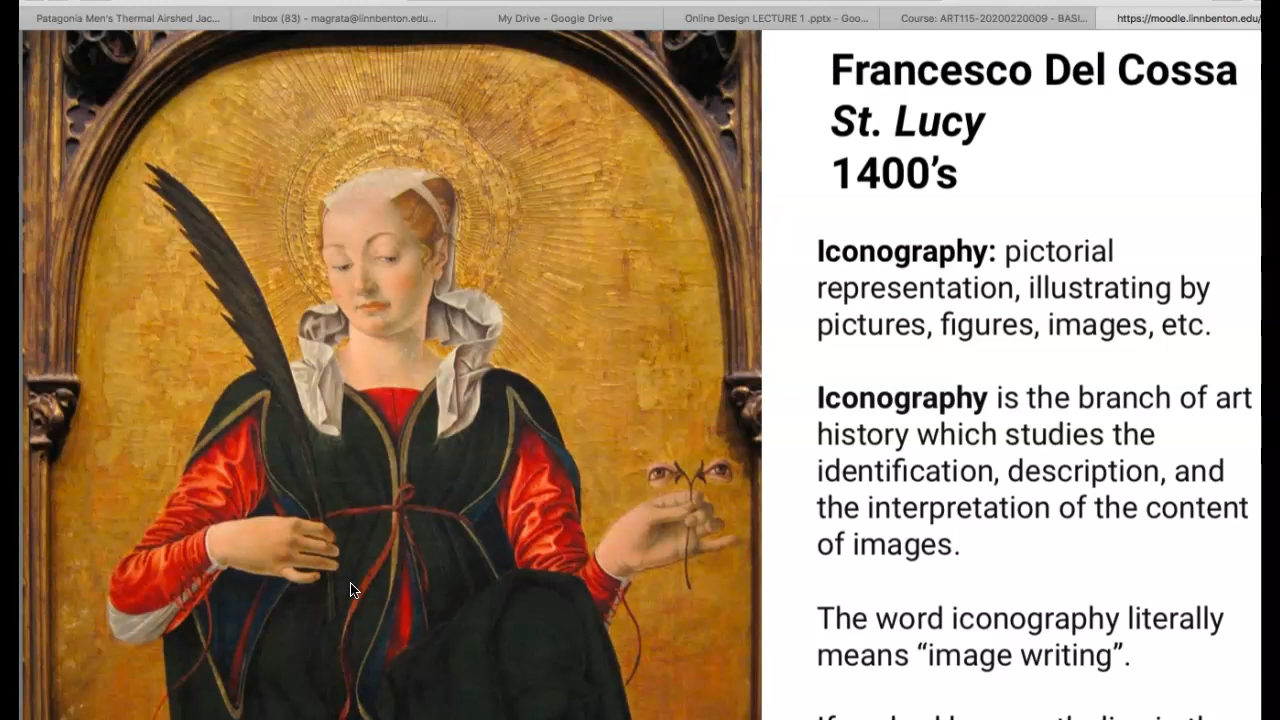 Patagonia Men's Thermal Airshed Jac...
Inbox (83) - magrata@linnbenton.edu...
My Drive - Google Drive
Online Design LECTURE 1 .pptx - Goo...
Course: ART115-20200220009 - BASI...
https://moodle.linnbenton.edu/
Francesco Del Cossa
St. Lucy
1400’s
Iconography: pictorial
representation, illustrating by
pictures, figures, images, etc.
Iconography is the branch of art
history which studies the
identification, description, and
the interpretation of the content
of images.
The word iconography literally
means “image writing”.